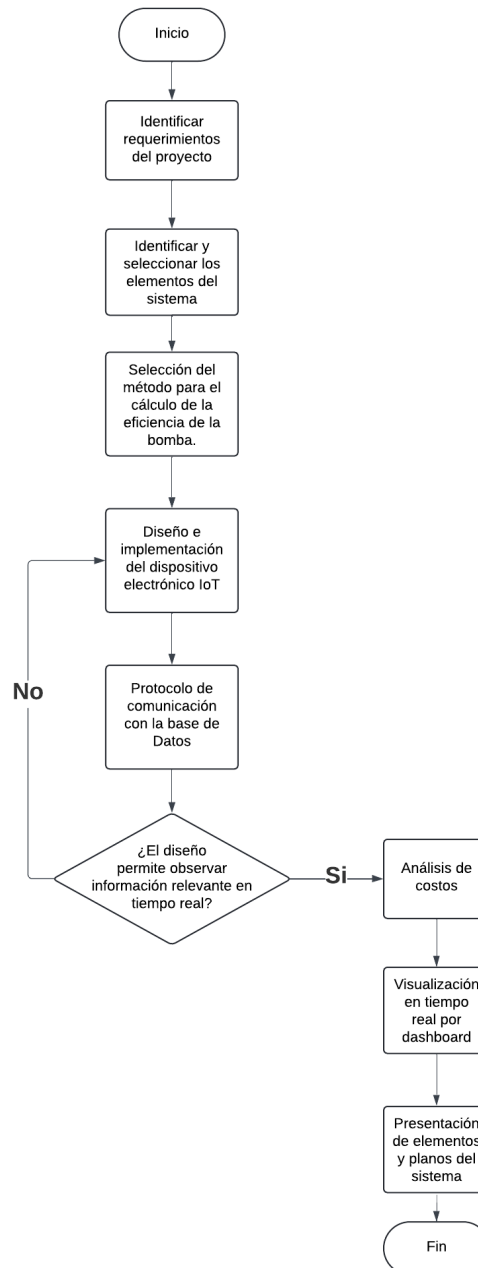 Inicio
Identificar
requerimientos
del proyecto
Identificar y
seleccionar los
elementos del
sistema
Selección del
método para el
cálculo de la
eficiencia de la
bomba.
Diseño e
implementación
del dispositivo
electrónico IoT
No
Protocolo de
comunicación
con la base de
Datos
¿El diseño
permite observar
información relevante en
tiempo real?
Si
Análisis de
costos
Visualización
en tiempo
real por
dashboard
Presentación
de elementos
y planos del
sistema
Fin